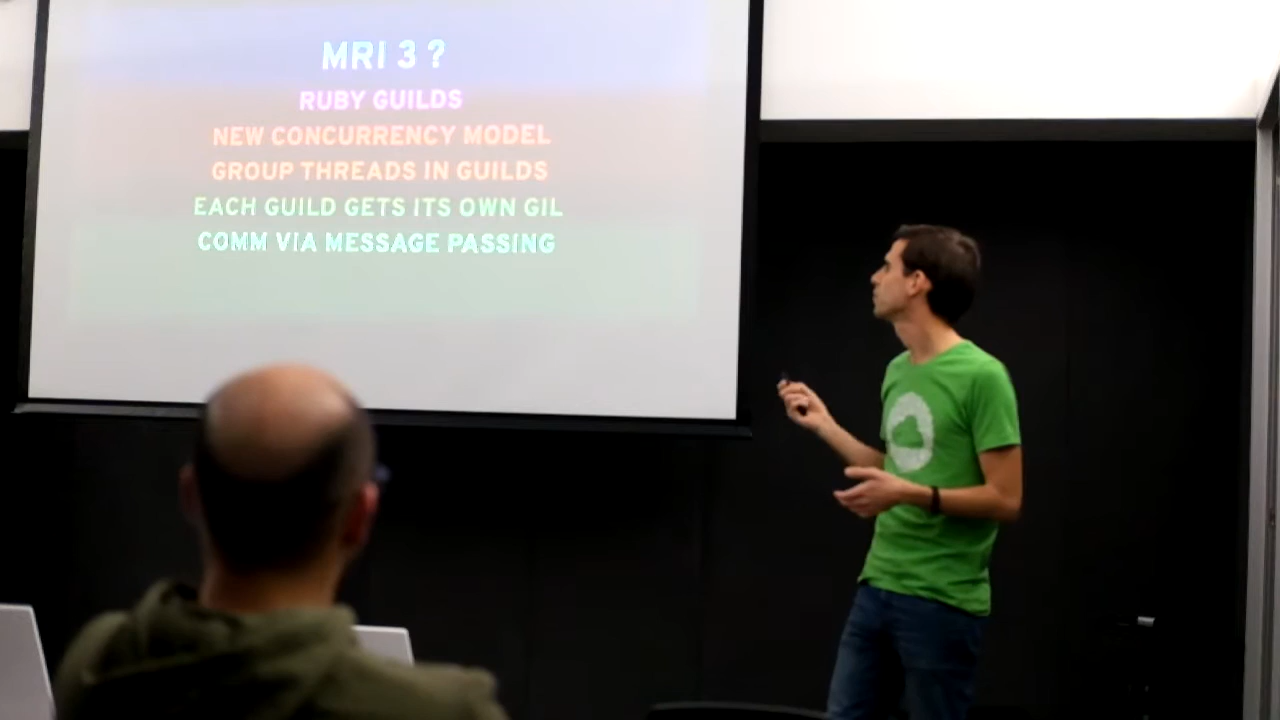 MRI 3 ?
RUBY GUILDS
NEW CONCURRENCY MODEL
GROUP THREADS IN GUILDS
EACH GUILD GETS ITS OWN GIL
COMM VIA MESSAGE PASSING